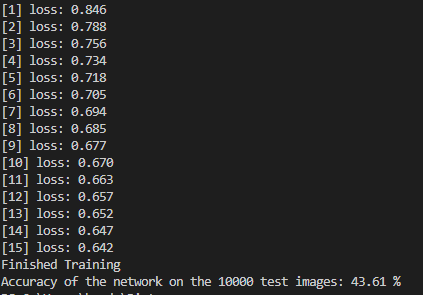 [1] loss: 0.846
[2] loss: 0.788
[3] loss: 0.756
[4] loss: 0.734
[5] loss: 0.718
[6] loss: 0.705
[7] loss: 0.694
[8] loss: 0.685
[9] loss: 0.677
[10] loss: 0.670
[11] loss: 0.663
[12] loss: 0.657
[13] loss: 0.652
[14] loss: 0.647
[15] loss: 0.642
Finished Training
Accuracy of the network on the 10000 test images: 43.61 %